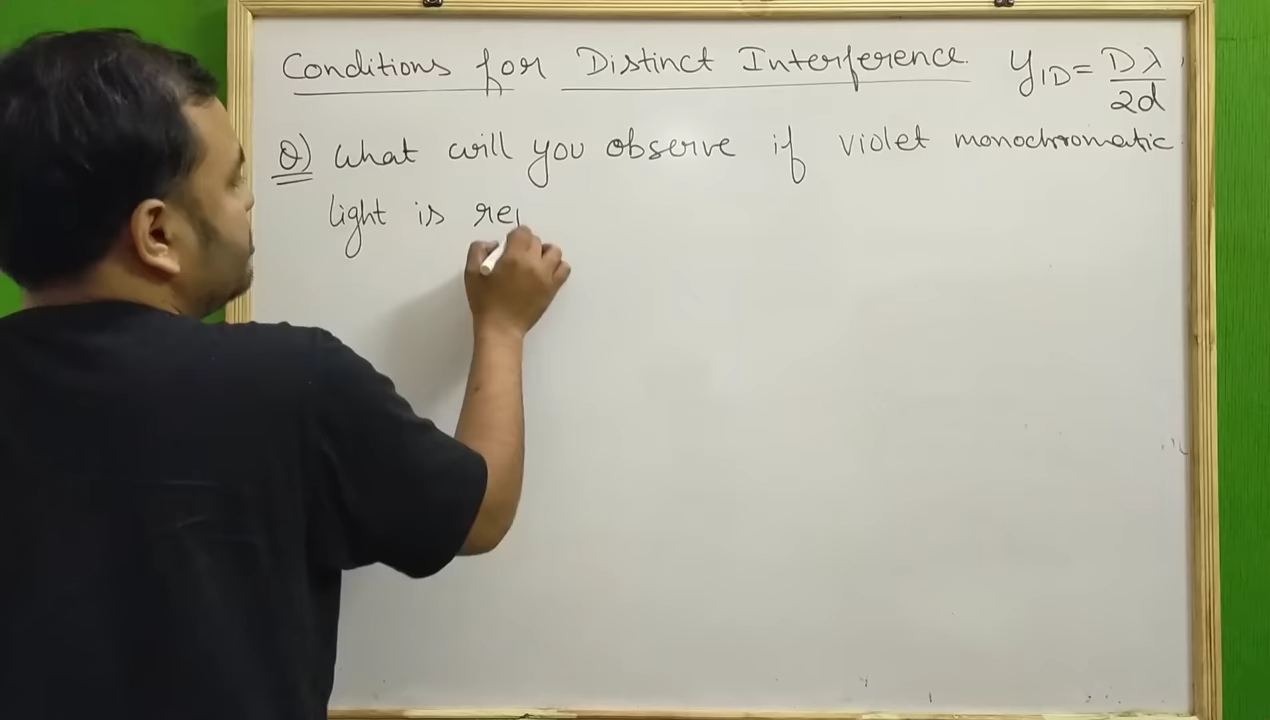 Conditions for Distinct Interference. y1D = Dλ/2d
Q) What will you observe if violet monochromatic
light is re